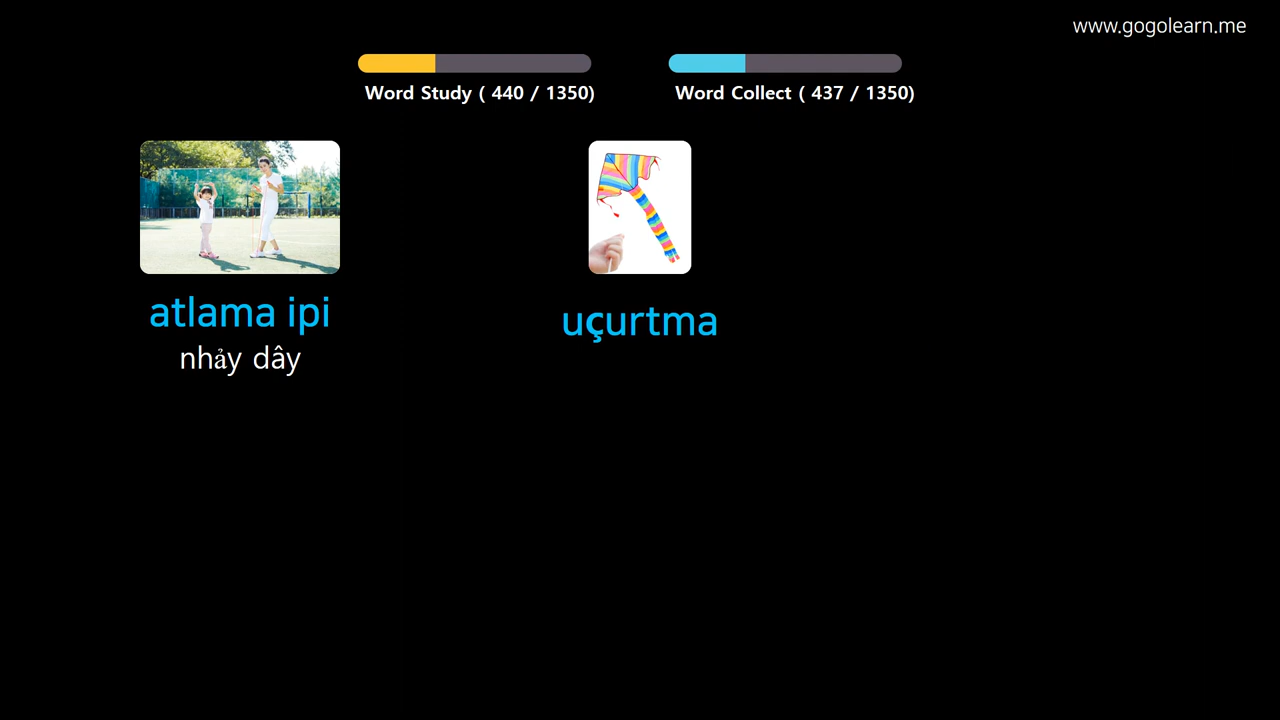 www.gogolearn.me
Word Study ( 440 / 1350)
Word Collect ( 437 / 1350)
atlama ipi
nhảy dây
uçurtma